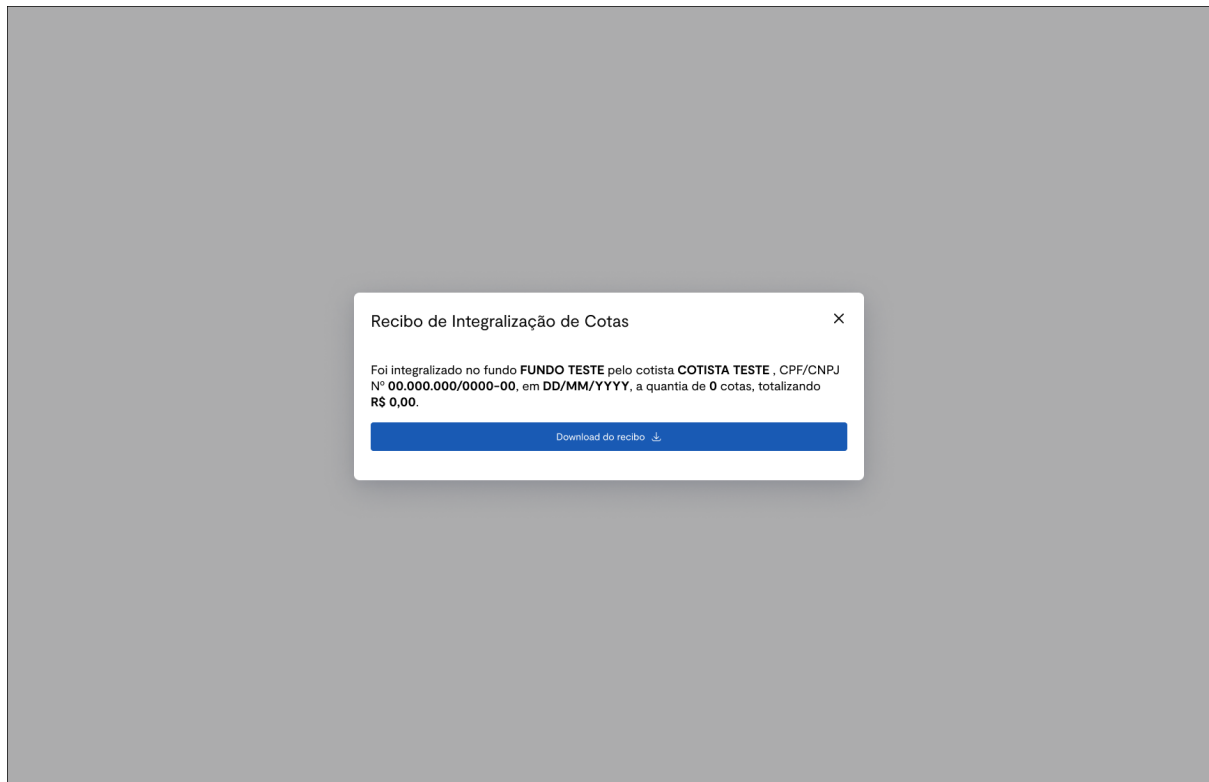 Recibo de Integralização de Cotas
Foi integralizado no fundo FUNDO TESTE pelo cotista COTISTA TESTE , CPF/CNPJ
Nº 00.000.000/0000-00, em DD/MM/YYYY, a quantia de 0 cotas, totalizando
R$ 0,00.
Download do recibo